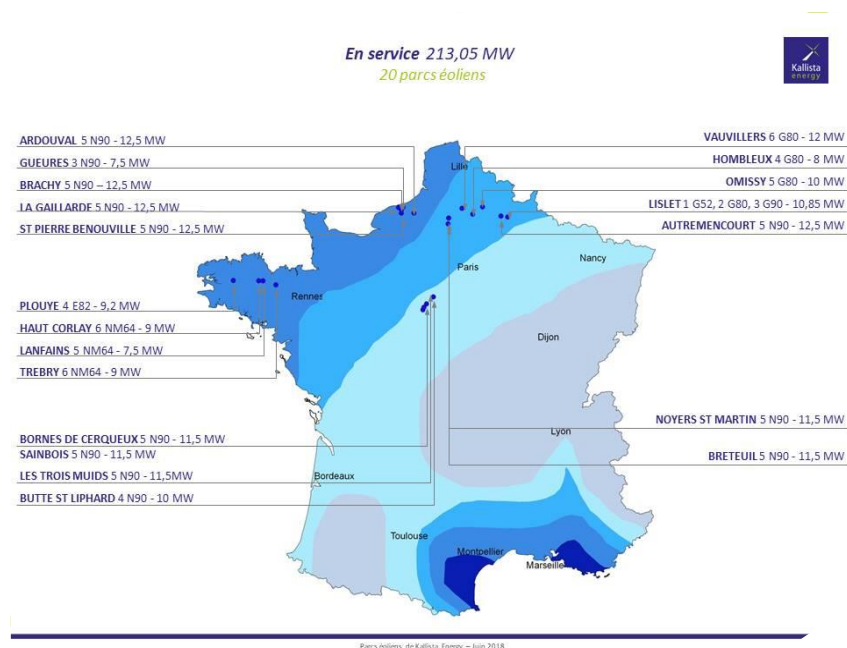 En service 213,05 MW
20 parcs éoliens
Kallista
energy
ARDOUVAL 5 N90 - 12,5 MW
GUEURES 3 N90 - 7,5 MW
BRACHY 5 N90 – 12,5 MW
LA GAILLARDE 5 N90 - 12,5 MW
ST PIERRE BENOUVILLE 5 N90 - 12,5 MW
VAUVILLERS 6 G80 - 12 MW
HOMBLEUX 4 G80 - 8 MW
OMISSY 5 G80 - 10 MW
LISLET 1 G52, 2 G80, 3 G90 - 10,85 MW
AUTREMENCOURT 5 N90 - 12,5 MW
Lille
Paris
Nancy
Rennes
Dijon
Lyon
Bordeaux
Toulouse
Montpellier
Marseille
PLOUYE 4 E82 - 9,2 MW
HAUT CORLAY 6 NM64 - 9 MW
LANFAINS 5 NM64 - 7,5 MW
TREBRY 6 NM64 - 9 MW
BORNES DE CERQUEUX 5 N90 - 11,5 MW
SAINBOIS 5 N90 - 11,5 MW
LES TROIS MUIDS 5 N90 - 11,5MW
BUTTE ST LIPHARD 4 N90 - 10 MW
NOYERS ST MARTIN 5 N90 - 11,5 MW
BRETEUIL 5 N90 - 11,5 MW
Parcs éoliens de Kallista Energy – Juin 2018